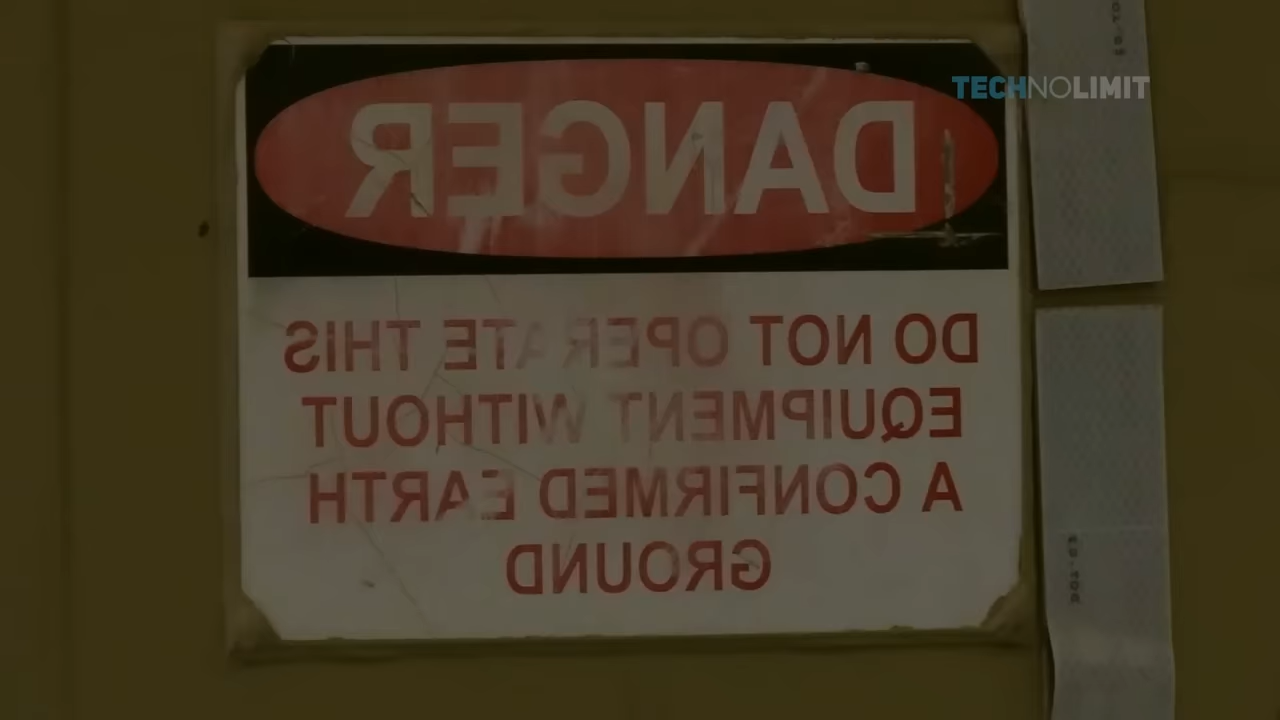 TECHNOLIMIT
DANGER
DO NOT OPERATE THIS
EQUIPMENT WITHOUT
A CONFIRMED EARTH
GROUND